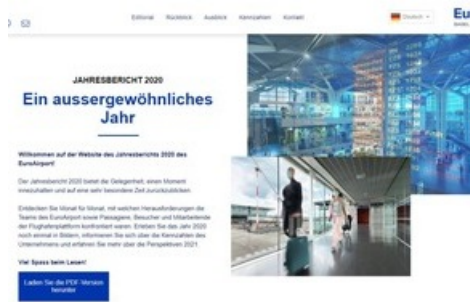 Editorial Rückblick Ausblick Kennzahlen Kontakt
Deutsch
Eu
JAHRESBERICHT 2020
Ein aussergewöhnliches
Jahr
Willkommen auf der Website des Jahresberichts 2020 des
EuroAirport!
Der Jahresbericht 2020 bietet die Gelegenheit, einen Moment
innezuhalten und auf eine sehr besondere Zeit zurückzublicken.
Entdecken Sie Monat für Monat, mit welchen Herausforderungen die
Teams des EuroAirport sowie Passagiere, Besucher und Mitarbeitende
der Flughafenplattform konfrontiert waren. Erleben Sie das Jahr 2020
noch einmal in Bildern, informieren Sie sich über die Kennzahlen des
Unternehmens und erfahren Sie mehr über die Perspektiven 2021.
Viel Spass beim Lesen!
Laden Sie die PDF-Version
herunter